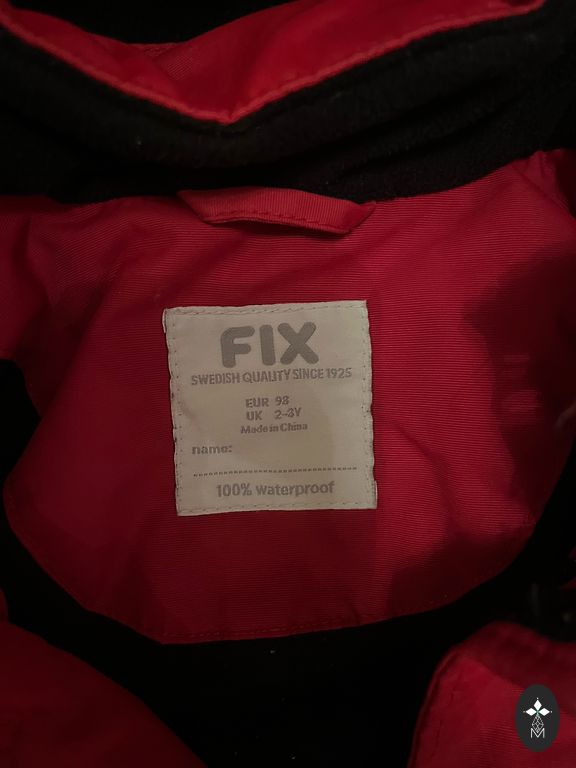 FIX
SWEDISH QUALITY SINCE 1925
EUR 98
UK 2-3Y
Made in China
name:
100% waterproof
M